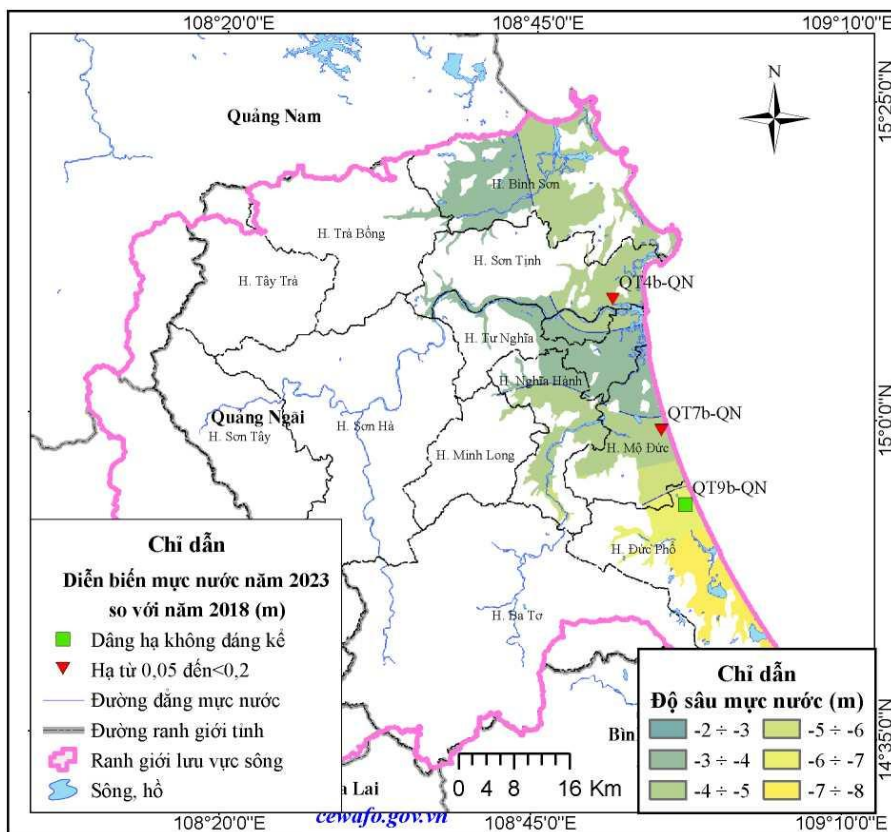 108°20'0"E
108°45'0"E
109°10'0"E
15°25'0"N
15°0'0"N
14°35'0"N
N
Quảng Nam
H. Bình Sơn
H. Trà Bồng
H. Sơn Tịnh
H. Tây Trà
QT4b-QN
H. Tư Nghĩa
H. Nghĩa Hành
Quảng Ngãi
H. Sơn Tây
H. Sơn Hà
QT7b-QN
H. Mộ Đức
H. Minh Long
QT9b-QN
H. Đức Phổ
H. Ba Tơ
Chỉ dẫn
Diễn biến mực nước năm 2023
so với năm 2018 (m)
Dâng hạ không đáng kể
Hạ từ 0,05 đến<0,2
Đường đẳng mực nước
Đường ranh giới tỉnh
Ranh giới lưu vực sông
Sông, hồ
Chỉ dẫn
Độ sâu mực nước (m)
-2 ÷ -3
-5 ÷ -6
-3 ÷ -4
-6 ÷ -7
-4 ÷ -5
-7 ÷ -8
Bìn
a Lai
0 4 8 16 Km
cewafo.gov.vn
108°20'0"E
108°45'0"E
109°10'0"E